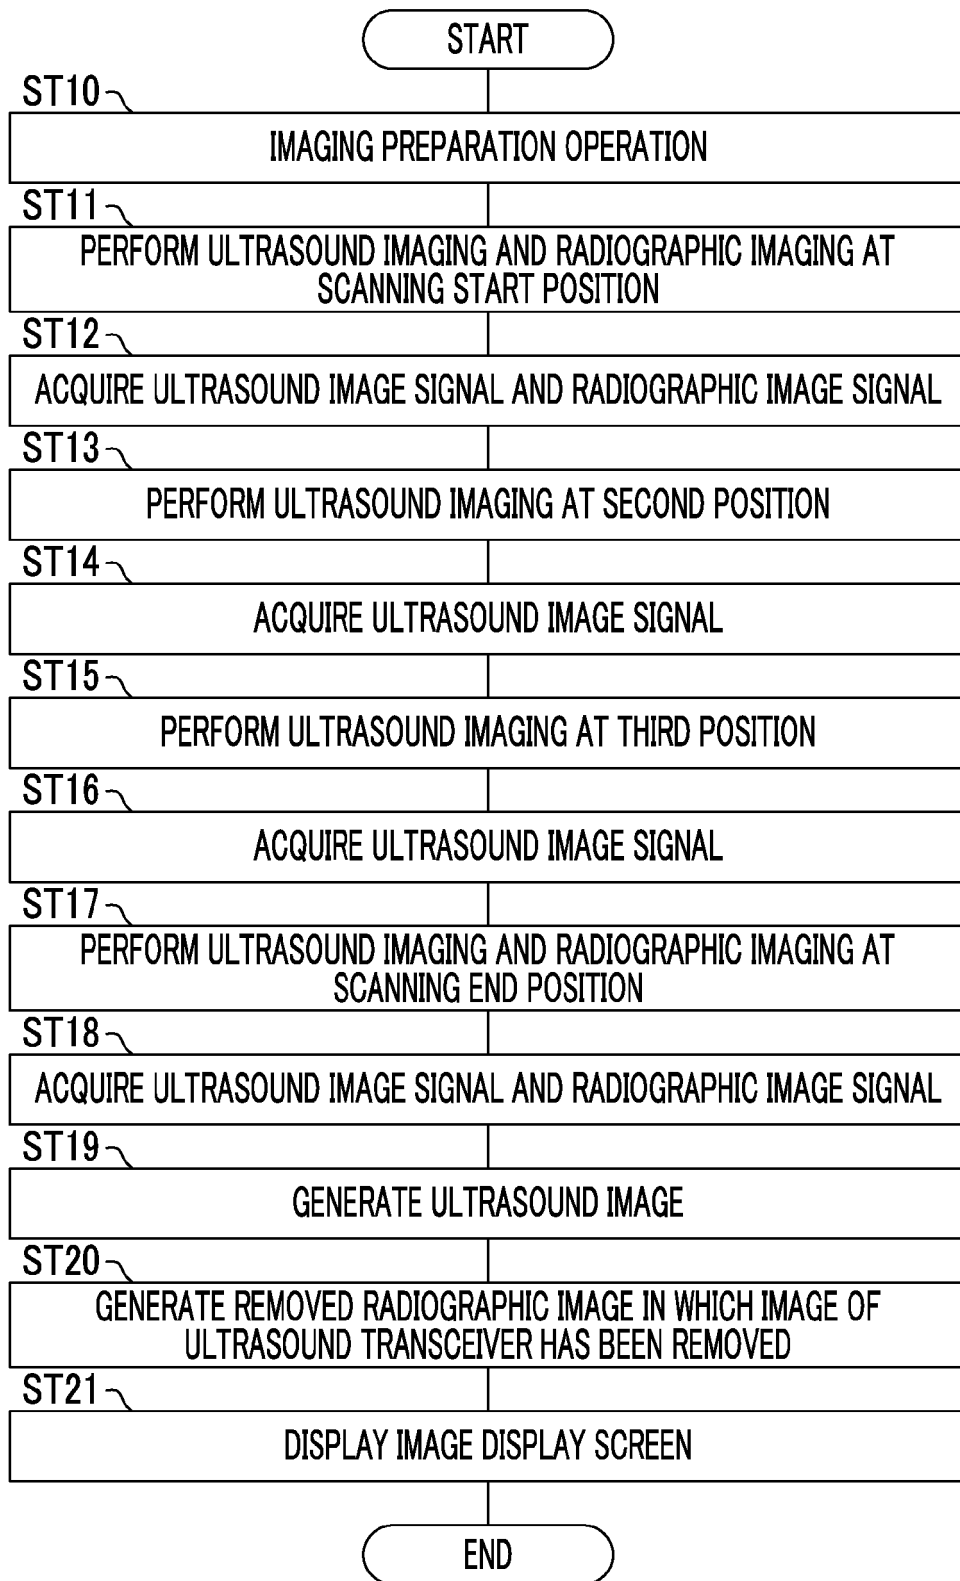 START
ST10
IMAGING PREPARATION OPERATION
ST11
PERFORM ULTRASOUND IMAGING AND RADIOGRAPHIC IMAGING AT
SCANNING START POSITION
ST12
ACQUIRE ULTRASOUND IMAGE SIGNAL AND RADIOGRAPHIC IMAGE SIGNAL
ST13
PERFORM ULTRASOUND IMAGING AT SECOND POSITION
ST14
ACQUIRE ULTRASOUND IMAGE SIGNAL
ST15
PERFORM ULTRASOUND IMAGING AT THIRD POSITION
ST16
ACQUIRE ULTRASOUND IMAGE SIGNAL
ST17
PERFORM ULTRASOUND IMAGING AND RADIOGRAPHIC IMAGING AT
SCANNING END POSITION
ST18
ACQUIRE ULTRASOUND IMAGE SIGNAL AND RADIOGRAPHIC IMAGE SIGNAL
ST19
GENERATE ULTRASOUND IMAGE
ST20
GENERATE REMOVED RADIOGRAPHIC IMAGE IN WHICH IMAGE OF
ULTRASOUND TRANSCEIVER HAS BEEN REMOVED
ST21
DISPLAY IMAGE DISPLAY SCREEN
END